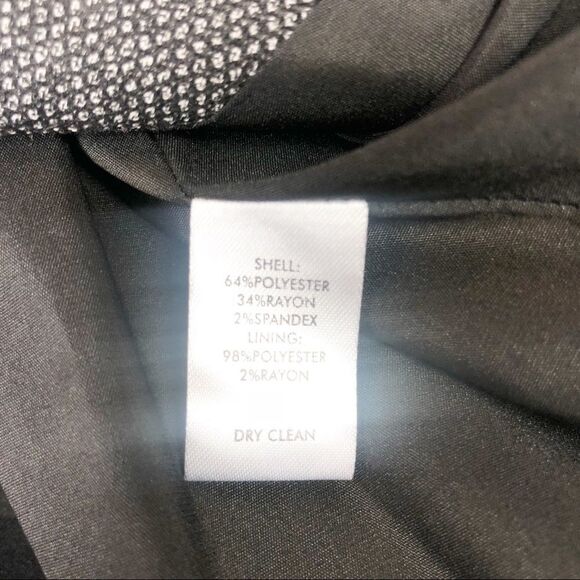 SHELL:
64%POLYESTER
34%RAYON
2%SPANDEX
LINING:
98%POLYESTER
2%RAYON
DRY CLEAN